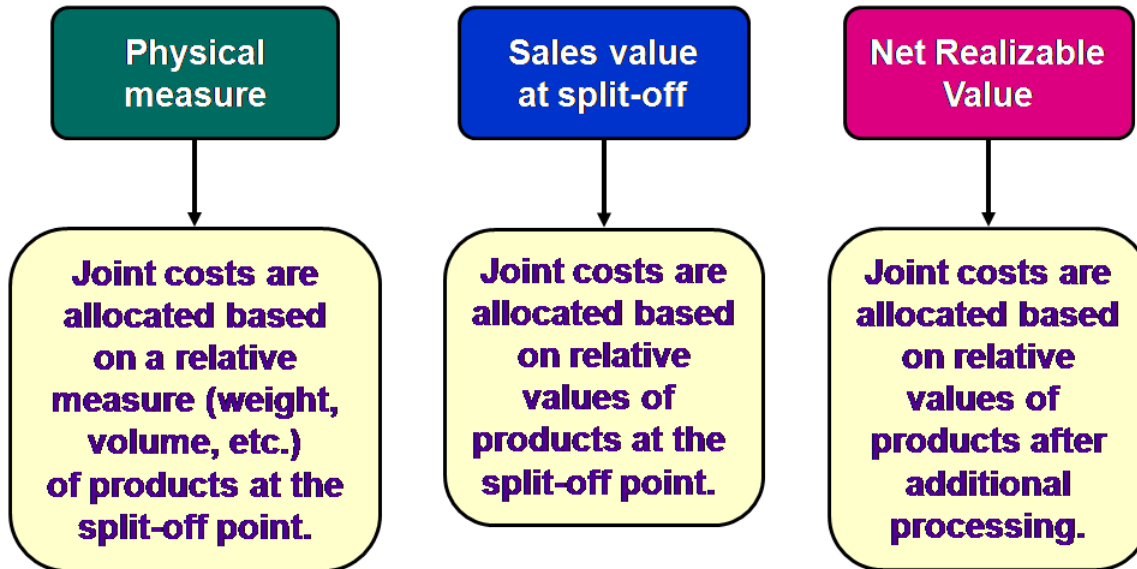 Physical
measure
Sales value
at split-off
Net Realizable
Value
Joint costs are
allocated based
on a relative
measure (weight,
volume, etc.)
of products at the
split-off point.
Joint costs are
allocated based
on relative
values of
products at the
split-off point.
Joint costs are
allocated based
on relative
values of
products after
additional
processing.